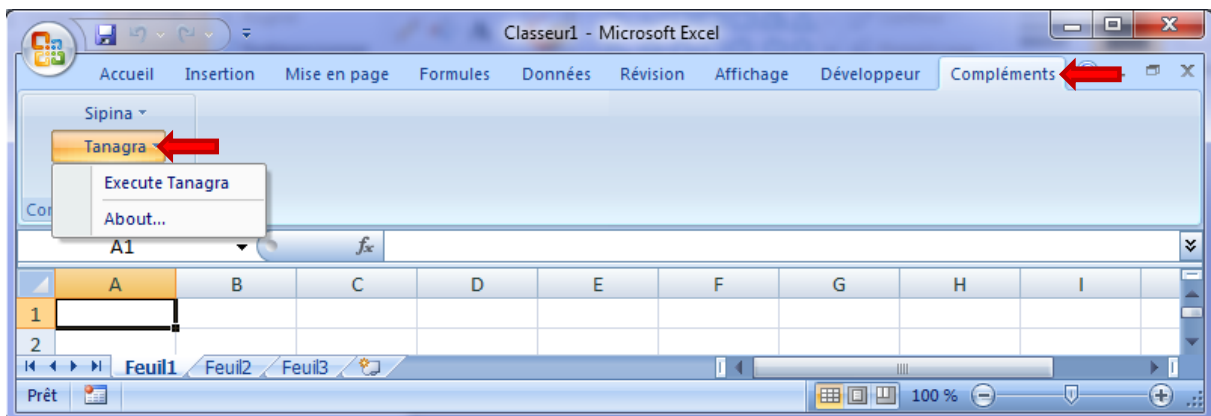 Classeur1 - Microsoft Excel
Accueil Insertion Mise en page Formules Données Révision Affichage Développeur Compléments
Sipina
Tanagra
Execute Tanagra
Cor
About...
A1 fx
A B C D E F G H I
1
2
Feuil1 Feuil2 Feuil3
Prêt 100 %